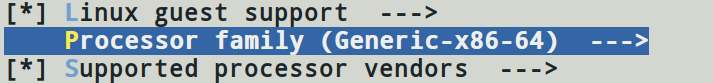 [*] Linux guest support  --->
    Processor family (Generic-x86-64)  --->
[*] Supported processor vendors  --->